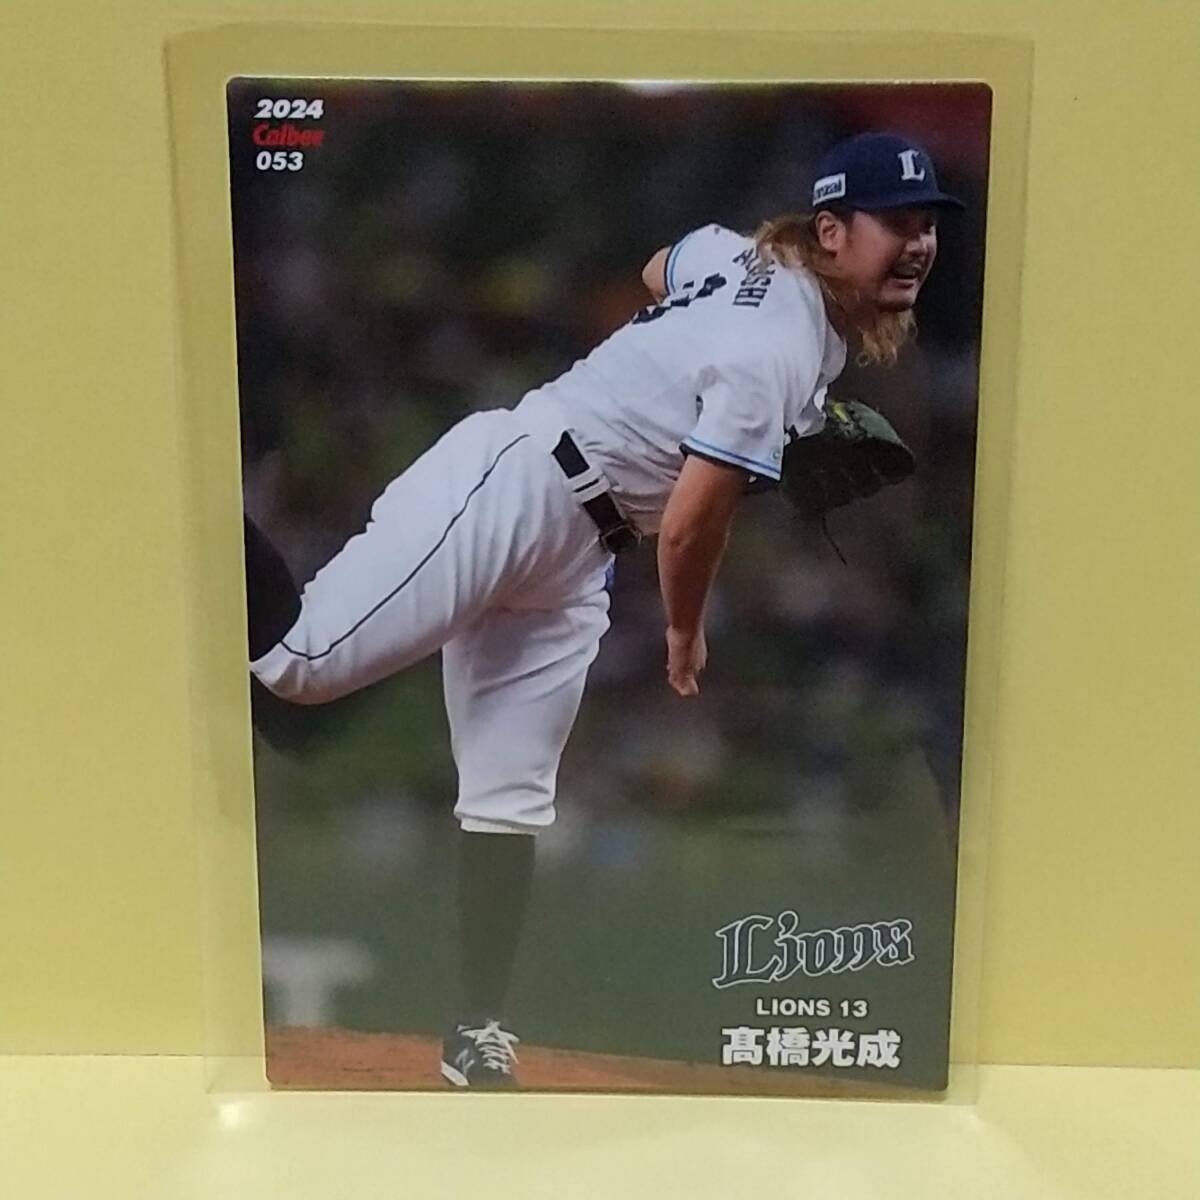 2024
Calbee
053
L
Lions
LIONS 13
髙橋光成